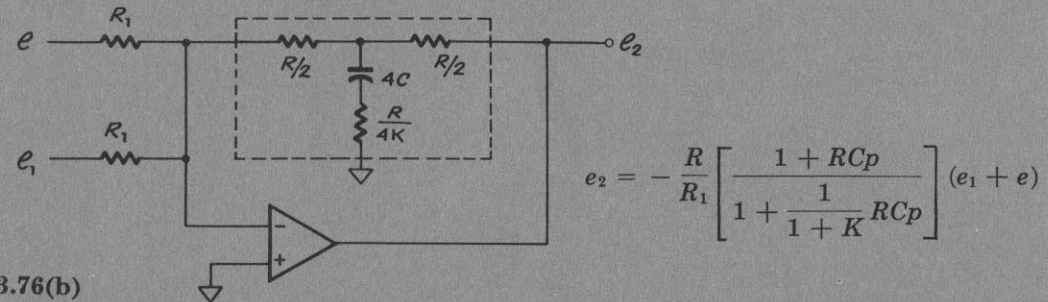 R₁
e
R/2
R/2
e₂
4C
R/4K
R₁
e₁
e₂ = − R/R₁ [ (1 + RCp) / (1 + 1/(1 + K) RCp) ] (e₁ + e)
−
+
3.76(b)